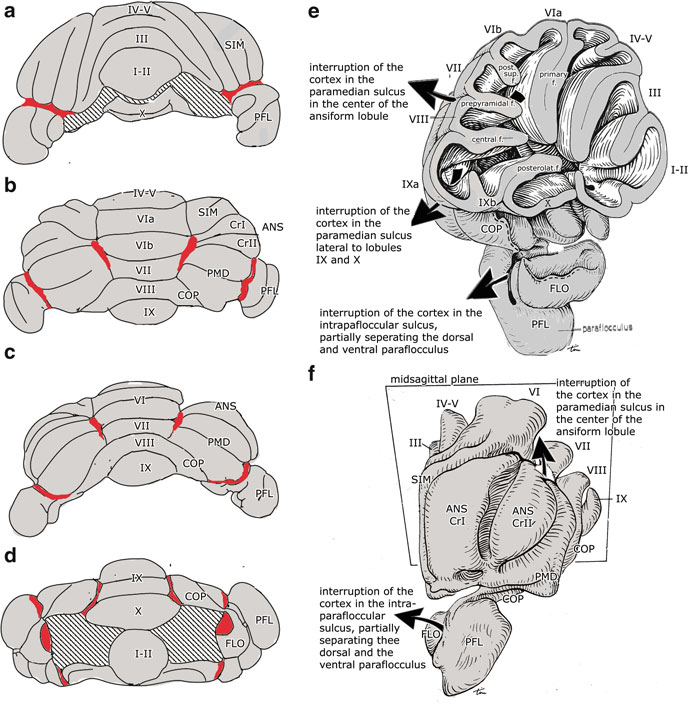 a
IV-V
III
SIM
I-II
X
PFL
b
IV-V
VIa
SIM
CrI
ANS
VIb
CrII
VII
PMD
VIII
COP
PFL
IX
c
VI
ANS
VII
VIII
PMD
IX
COP
PFL
d
IX
COP
X
PFL
FLO
I-II
e
VIa
VIb
IV-V
interruption of the
cortex in the
paramedian sulcus
in the center of the
ansiform lobule
VII
post.
sup.
f.
primary
f.
III
prepyramidal f.
VIII
central f.
I-II
posterolat.f
IXa
IXb
X
interruption of the
cortex in the
paramedian sulcus
lateral to lobules
IX and X
COP
FLO
interruption of the cortex in the
intrapafloccular sulcus,
partially seperating the dorsal
and ventral paraflocculus
PFL
paraflocculus
f
midsagittal plane
interruption of
the cortex in the
paramedian sulcus in
the center of the
ansiform lobule
VI
IV-V
III
VII
SIM
VIII
IX
ANS
CrI
ANS
CrII
COP
PMD
interruption of the
cortex in the intra-
parafloccular
sulcus, partially
separating thee
dorsal and the
ventral paraflocculus
COP
FLO
PFL